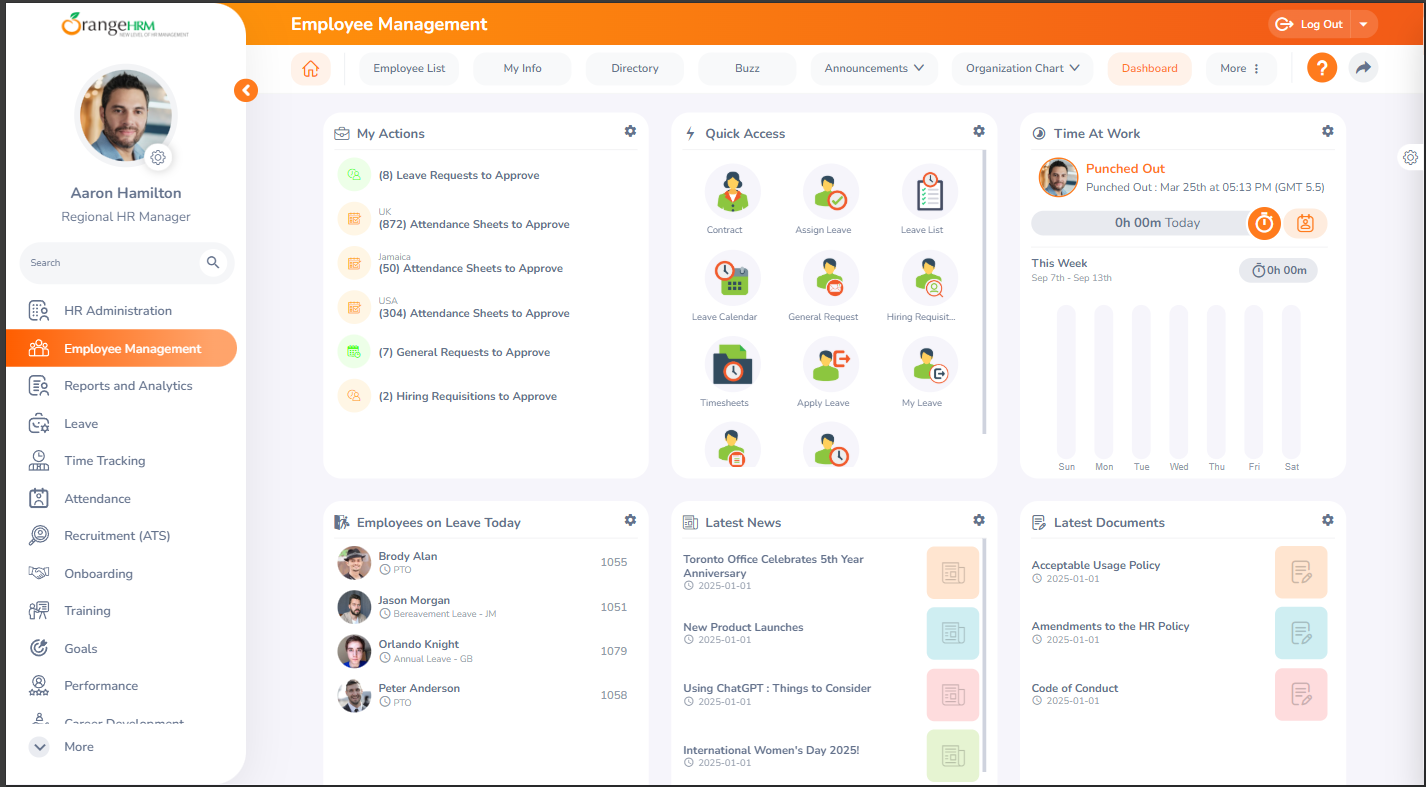 OrangeHRM
NEW LEVEL OF HR MANAGEMENT
Employee Management
Log Out
Aaron Hamilton
Regional HR Manager
Search
HR Administration
Employee Management
Reports and Analytics
Leave
Time Tracking
Attendance
Recruitment (ATS)
Onboarding
Training
Goals
Performance
Career Development
More
Employee List
My Info
Directory
Buzz
Announcements
Organization Chart
Dashboard
More
?
My Actions
(8) Leave Requests to Approve
UK
(872) Attendance Sheets to Approve
Jamaica
(50) Attendance Sheets to Approve
USA
(304) Attendance Sheets to Approve
(7) General Requests to Approve
(2) Hiring Requisitions to Approve
Quick Access
Contract
Assign Leave
Leave List
Leave Calendar
General Request
Hiring Requisit...
Timesheets
Apply Leave
My Leave
Time At Work
Punched Out
Punched Out : Mar 25th at 05:13 PM (GMT 5.5)
0h 00m Today
This Week
Sep 7th - Sep 13th
0h 00m
Sun Mon Tue Wed Thu Fri Sat
Employees on Leave Today
Brody Alan
PTO
1055
Jason Morgan
Bereavement Leave - JM
1051
Orlando Knight
Annual Leave - GB
1079
Peter Anderson
PTO
1058
Latest News
Toronto Office Celebrates 5th Year
Anniversary
2025-01-01
New Product Launches
2025-01-01
Using ChatGPT : Things to Consider
2025-01-01
International Women's Day 2025!
2025-01-01
Latest Documents
Acceptable Usage Policy
2025-01-01
Amendments to the HR Policy
2025-01-01
Code of Conduct
2025-01-01